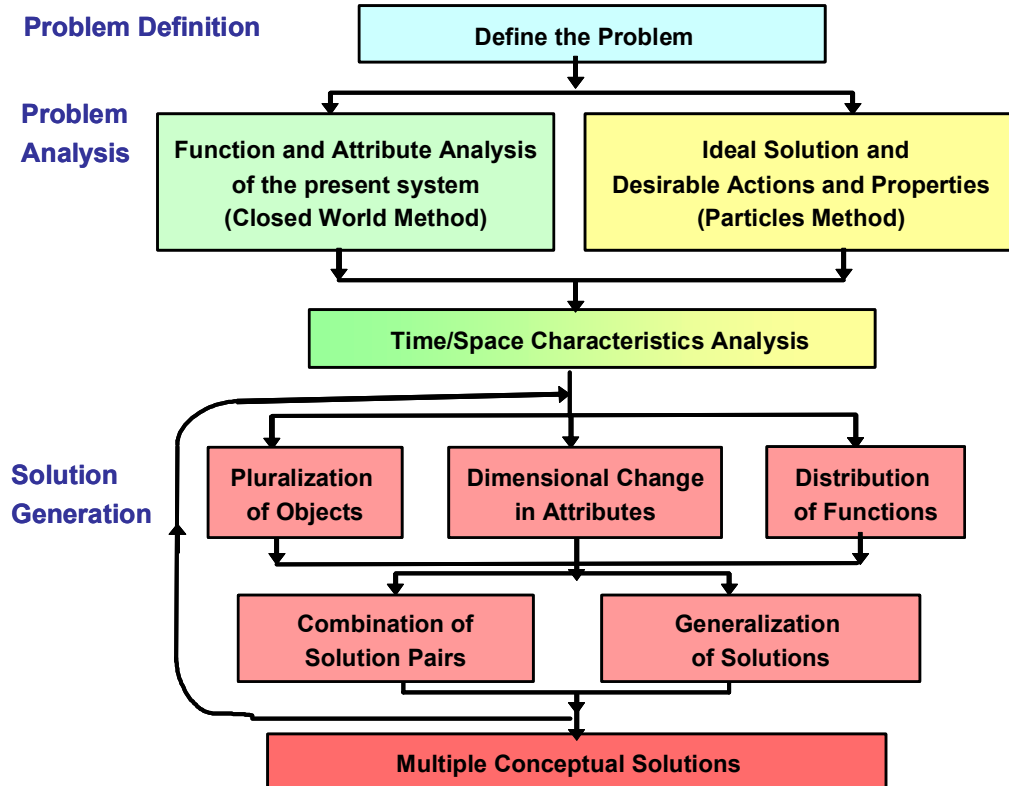 Problem Definition
Define the Problem
Problem
Analysis
Function and Attribute Analysis
of the present system
(Closed World Method)
Ideal Solution and
Desirable Actions and Properties
(Particles Method)
Time/Space Characteristics Analysis
Solution
Generation
Pluralization
of Objects
Dimensional Change
in Attributes
Distribution
of Functions
Combination of
Solution Pairs
Generalization
of Solutions
Multiple Conceptual Solutions